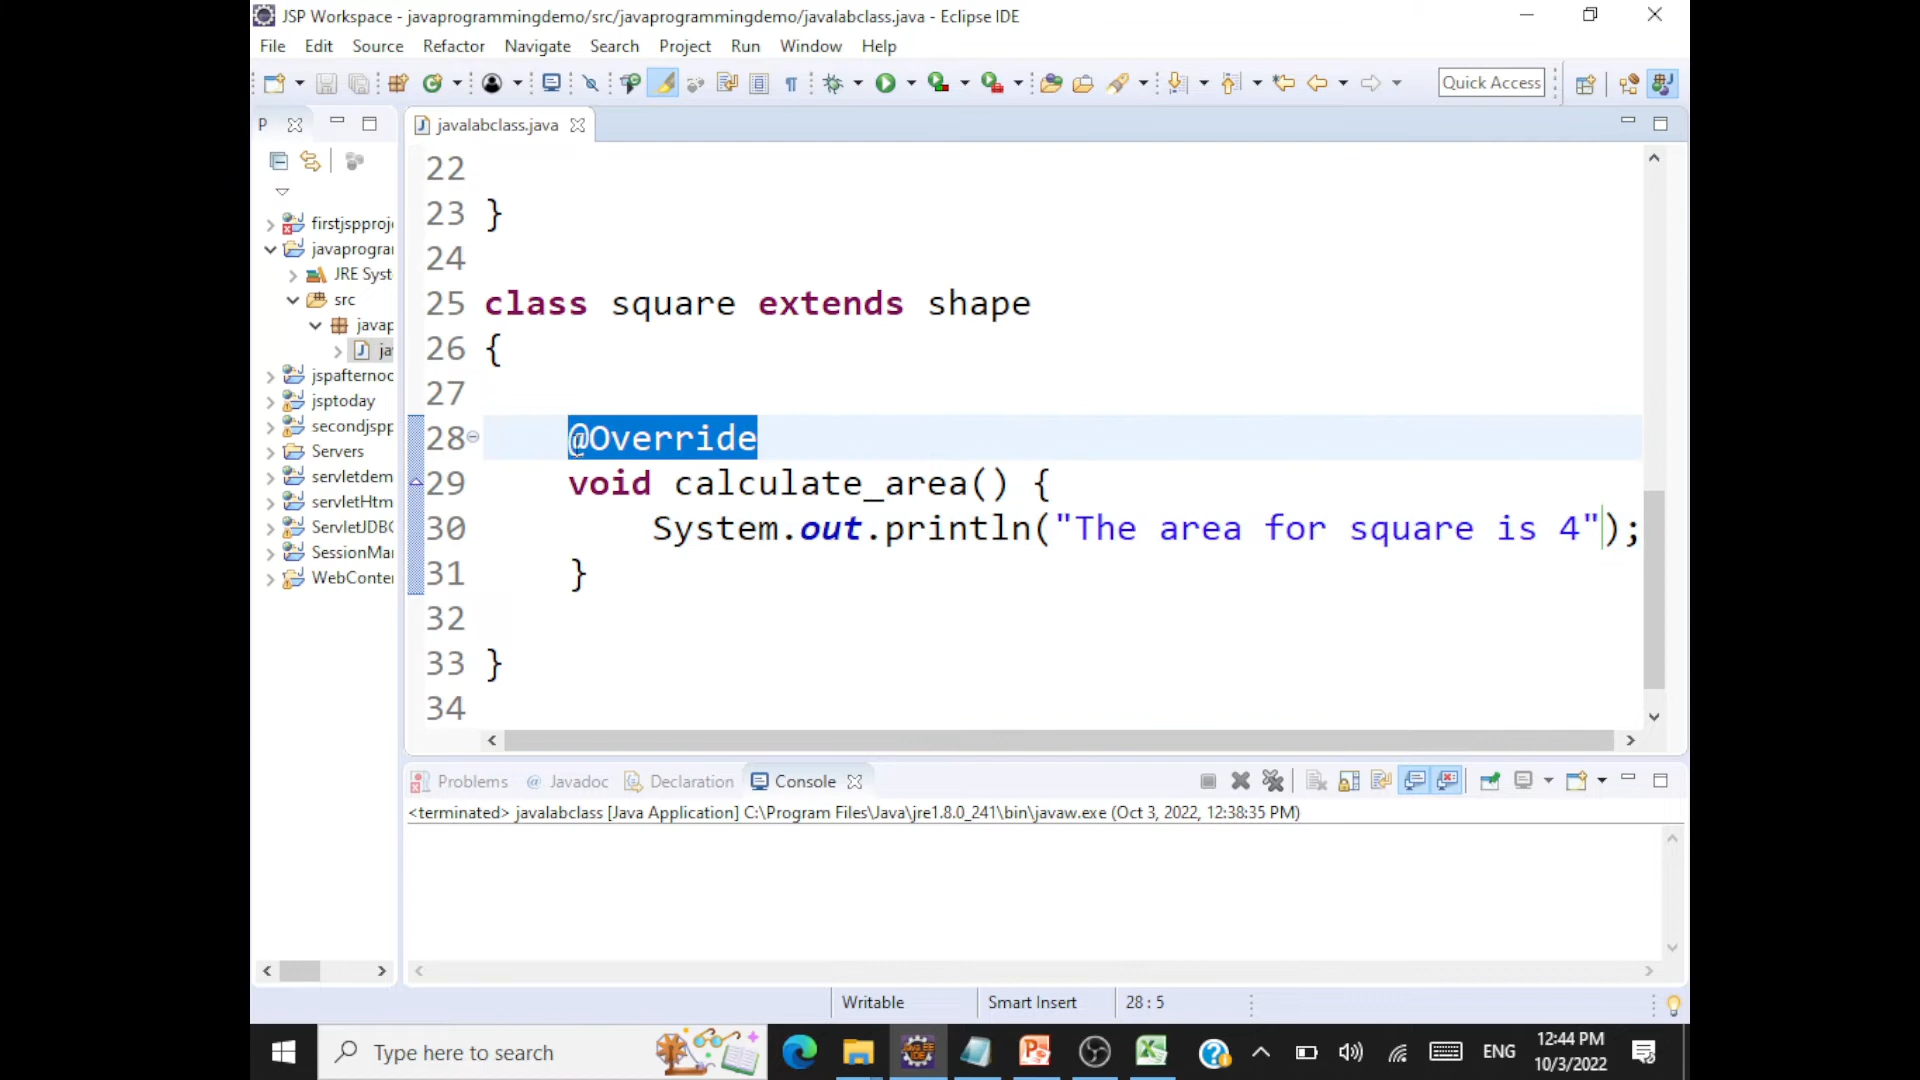 JSP Workspace - javaprogrammingdemo/src/javaprogrammingdemo/javalabclass.java - Eclipse IDE
File Edit Source Refactor Navigate Search Project Run Window Help
Quick Access
P
javalabclass.java
firstjspproj
javaprogra
JRE Syst
src
javap
ja
jspafternoo
jsptoday
secondjspp
Servers
servletdem
servletHtm
ServletJDBC
SessionMa
WebConte
22
23 }
24
25 class square extends shape
26 {
27
28 @Override
29 void calculate_area() {
30 System.out.println("The area for square is 4");
31 }
32
33 }
34
Problems @ Javadoc Declaration Console
<terminated> javalabclass [Java Application] C:\Program Files\Java\jre1.8.0_241\bin\javaw.exe (Oct 3, 2022, 12:38:35 PM)
Writable Smart Insert 28 : 5
Type here to search
ENG
12:44 PM
10/3/2022